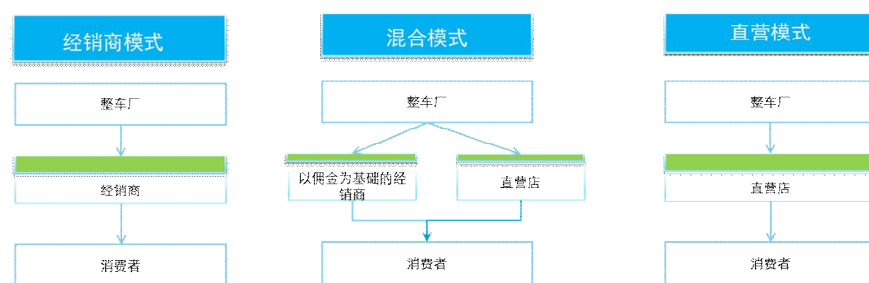 经销商模式
混合模式
直营模式
整车厂
整车厂
整车厂
经销商
以佣金为基础的经
销商
直营店
直营店
消费者
消费者
消费者